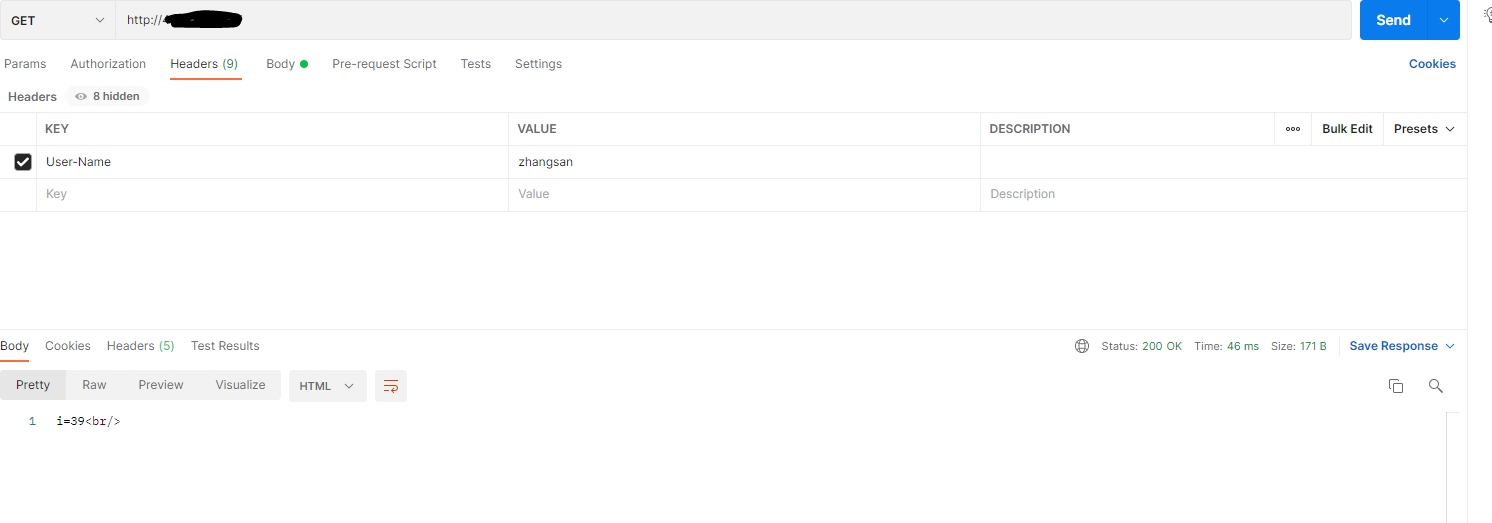 GET http:// Send
Params Authorization Headers (9) Body Pre-request Script Tests Settings Cookies
Headers 8 hidden
KEY VALUE DESCRIPTION ooo Bulk Edit Presets
User-Name zhangsan
Key Value Description
Body Cookies Headers (5) Test Results Status: 200 OK Time: 46 ms Size: 171 B Save Response
Pretty Raw Preview Visualize HTML
1 i=39<br/>